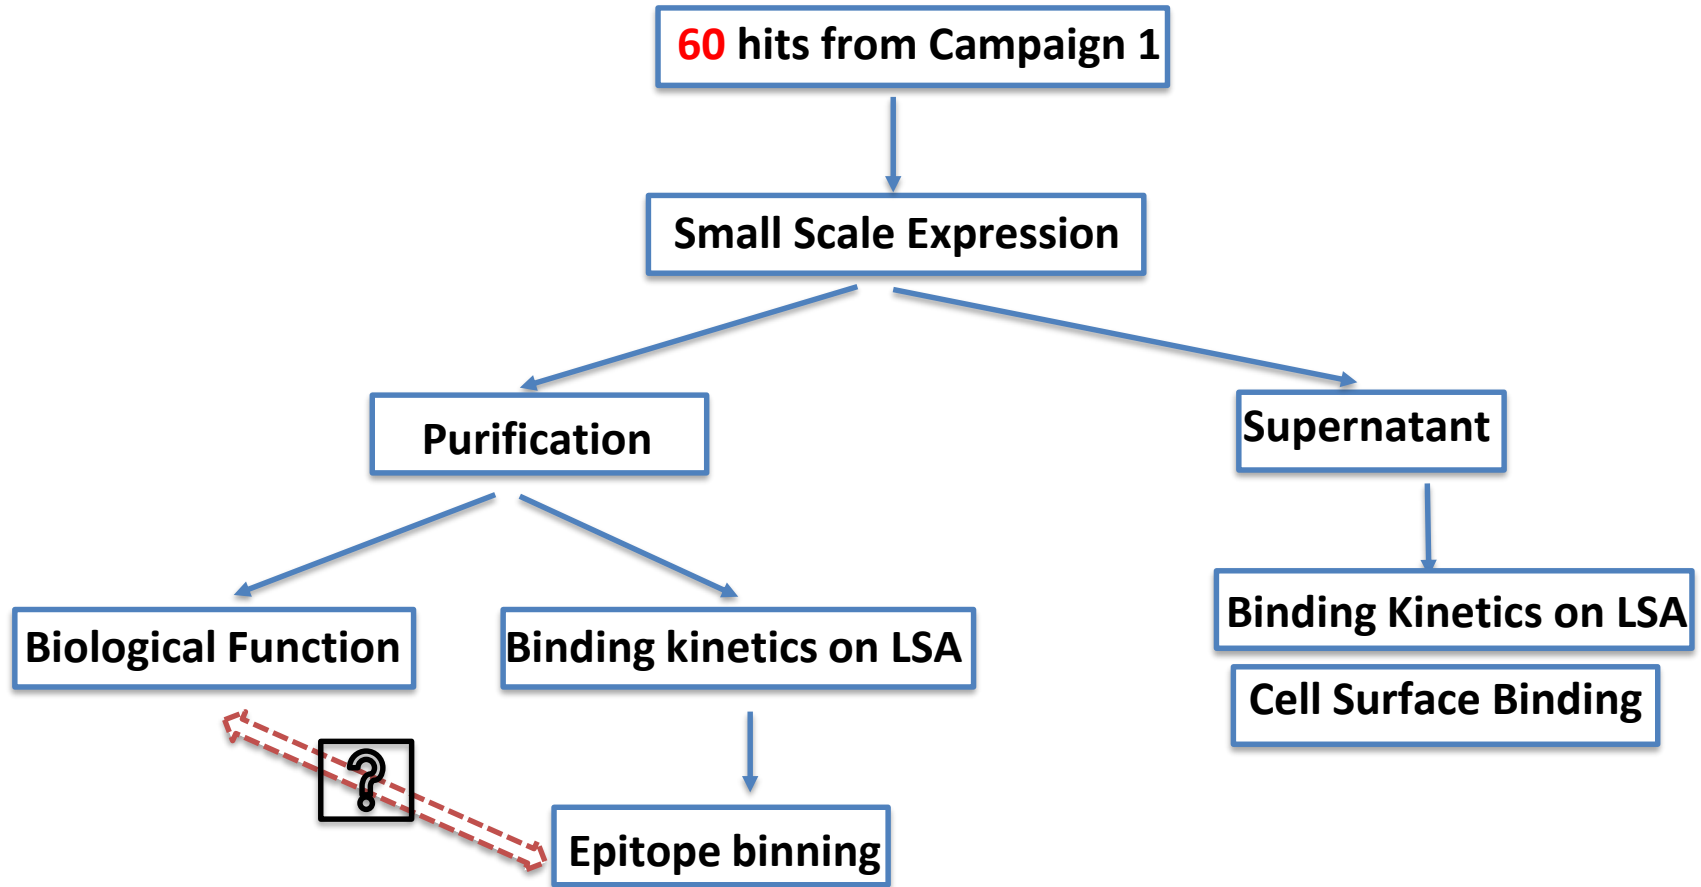 60 hits from Campaign 1
Small Scale Expression
Purification
Supernatant
Biological Function
Binding kinetics on LSA
Binding Kinetics on LSA
Cell Surface Binding
?
Epitope binning